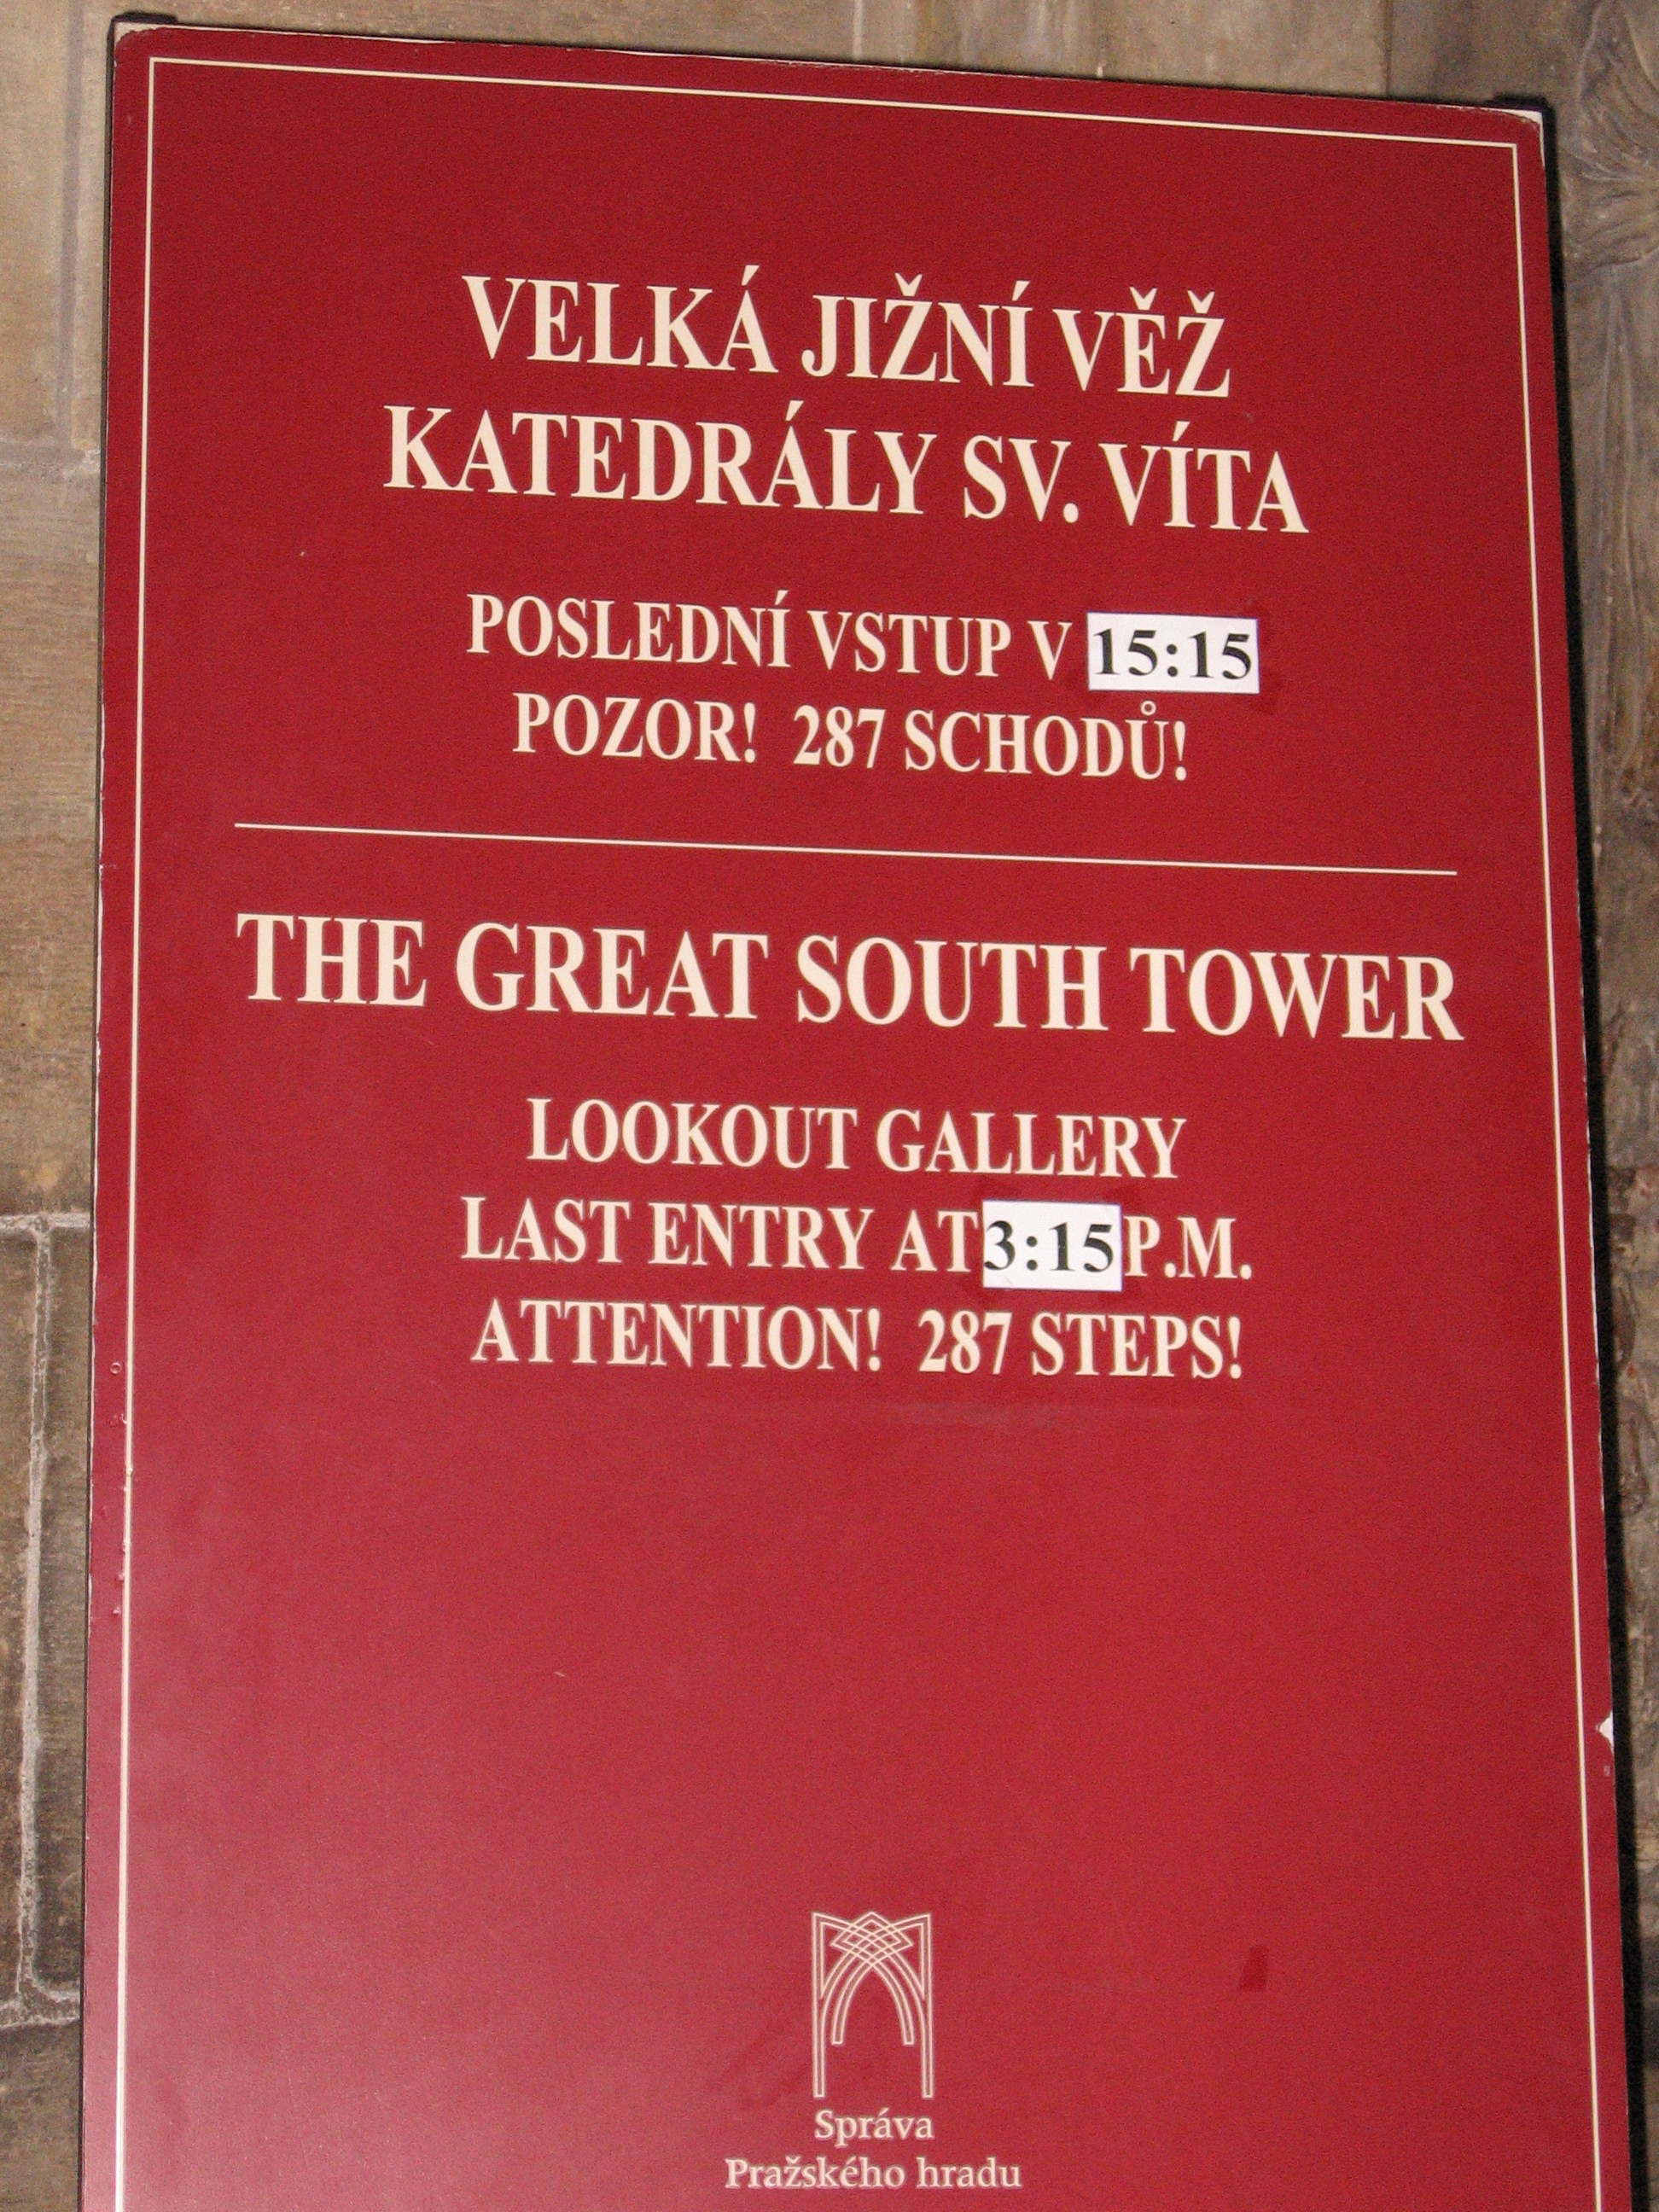 VELKÁ JIŽNÍ VĚŽ
KATEDRÁLY SV. VÍTA
POSLEDNÍ VSTUP V 15:15
POZOR! 287 SCHODŮ!
THE GREAT SOUTH TOWER
LOOKOUT GALLERY
LAST ENTRY AT 3:15 P.M.
ATTENTION! 287 STEPS!
Správa
Pražského hradu